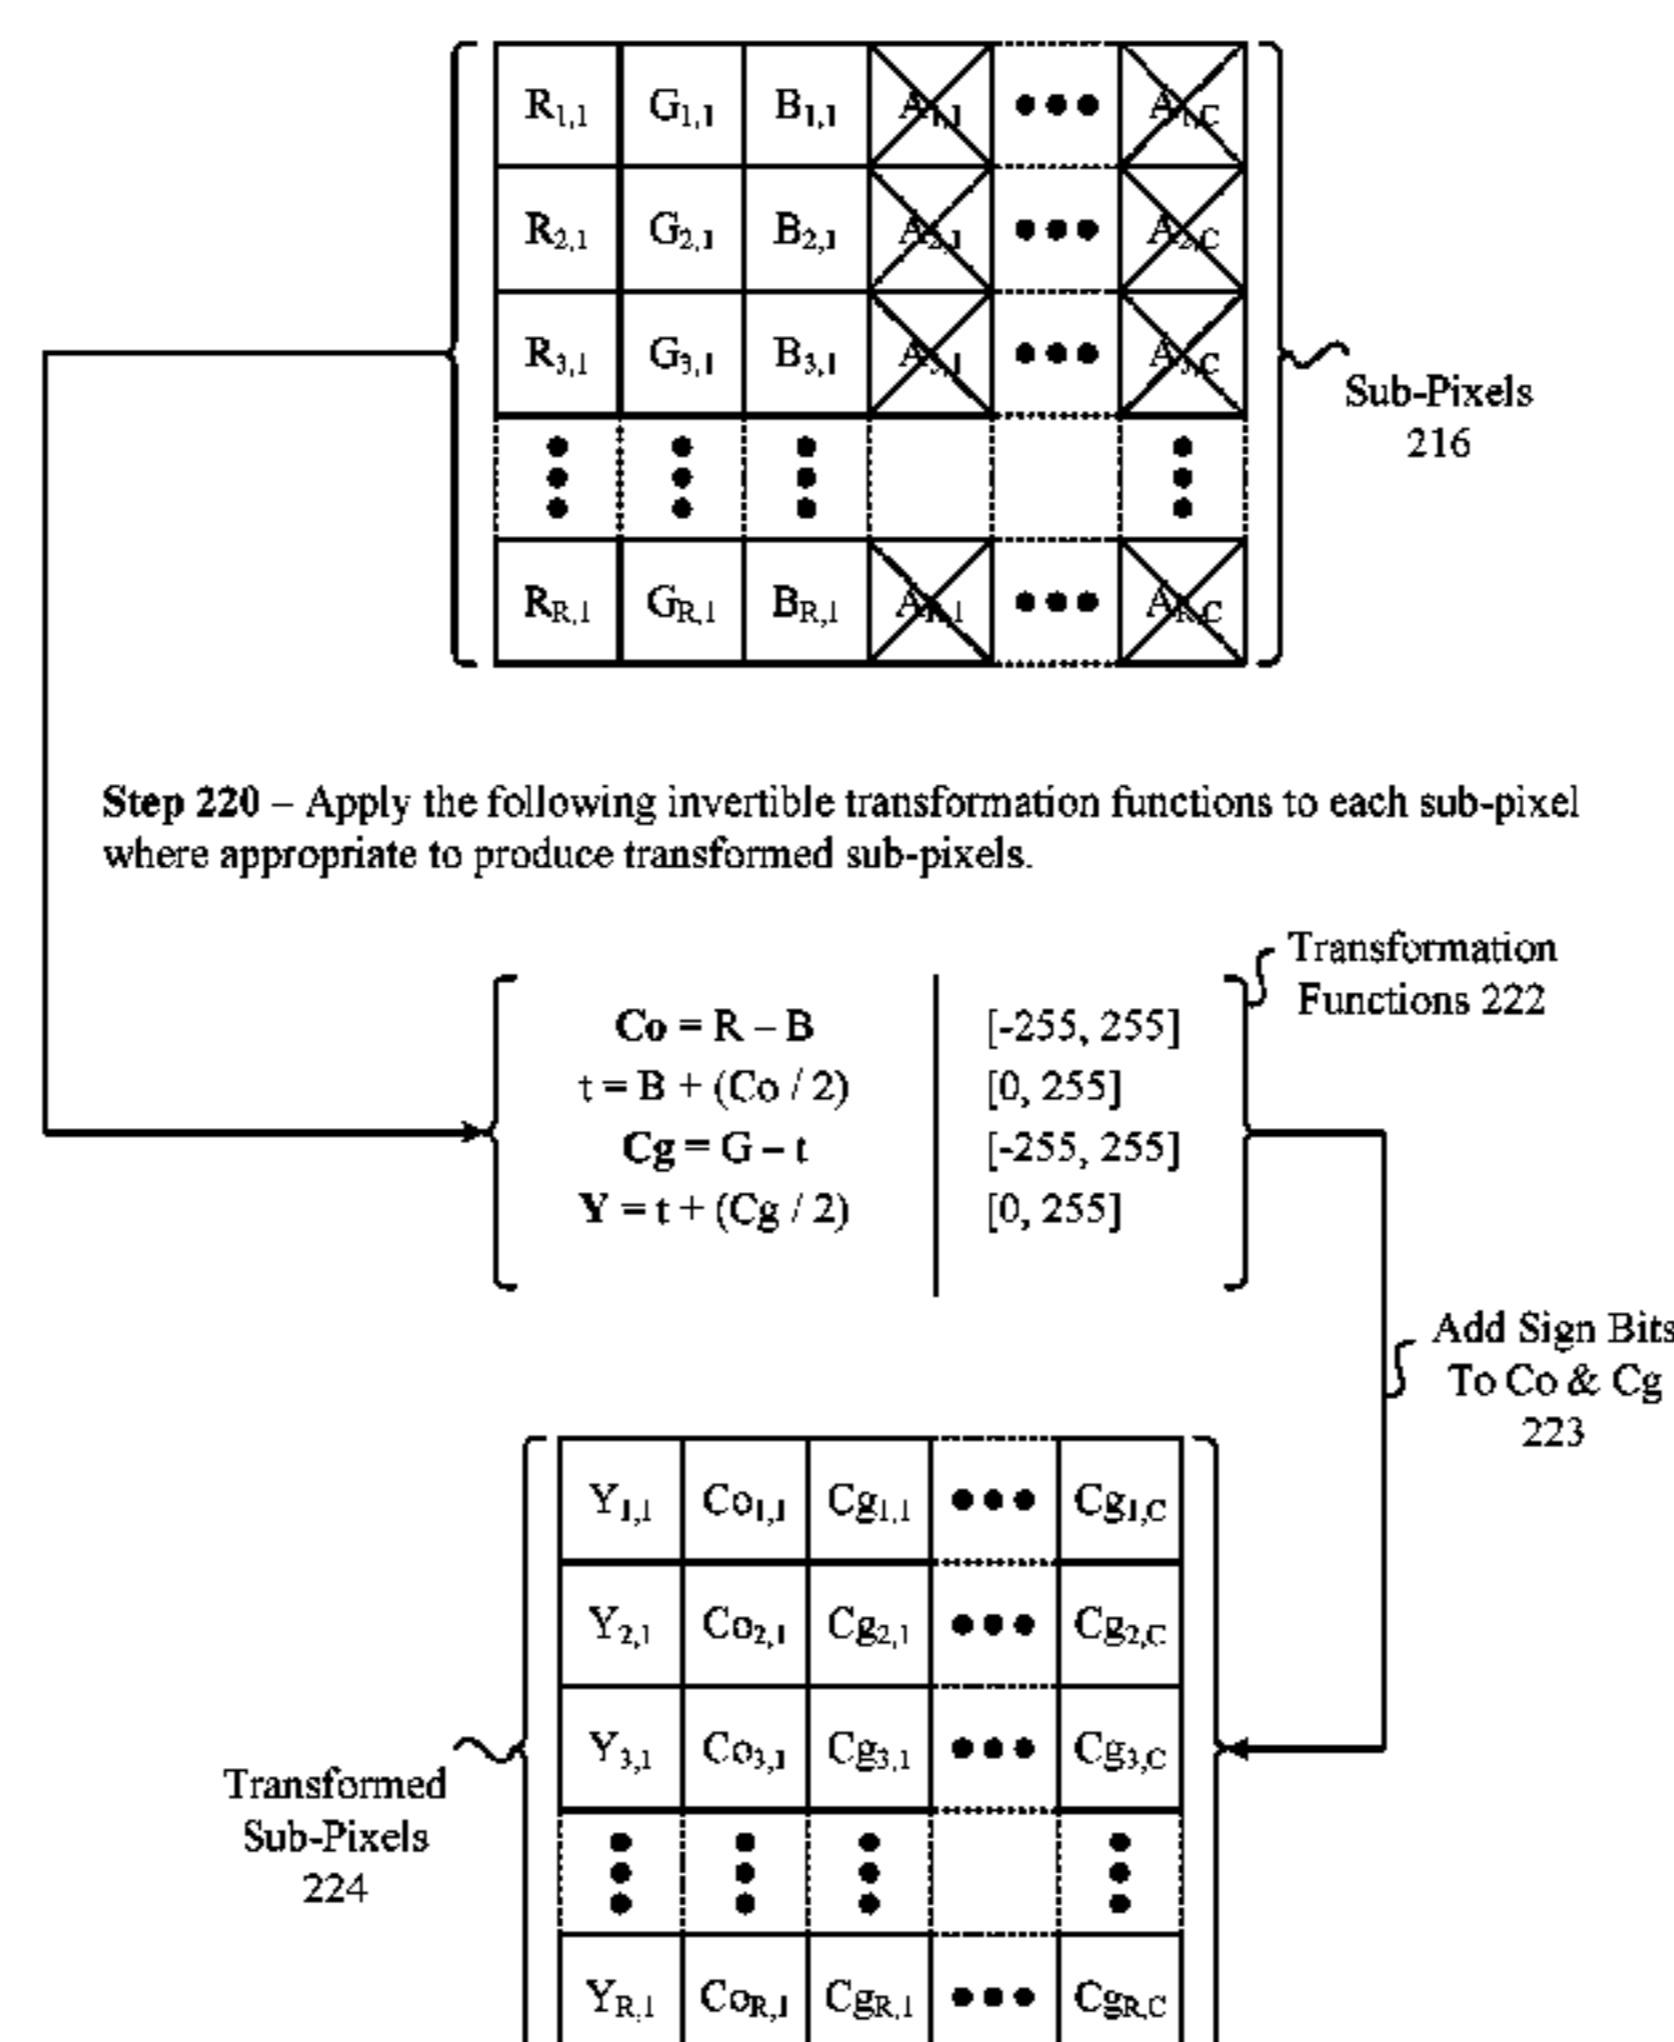 R1,1 G1,1 B1,1 A1,1 A1,C
R2,1 G2,1 B2,1 A2,1 A2,C
R3,1 G3,1 B3,1 A3,1 A3,C
Sub-Pixels
216
RR,1 GR,1 BR,1 AR,1 AR,C
Step 220 – Apply the following invertible transformation functions to each sub-pixel
where appropriate to produce transformed sub-pixels.
Transformation
Functions 222
Co = R – B [-255, 255]
t = B + (Co / 2) [0, 255]
Cg = G – t [-255, 255]
Y = t + (Cg / 2) [0, 255]
Add Sign Bits
To Co & Cg
223
Y1,1 Co1,1 Cg1,1 Cg1,C
Y2,1 Co2,1 Cg2,1 Cg2,C
Y3,1 Co3,1 Cg3,1 Cg3,C
Transformed
Sub-Pixels
224
YR,1 CoR,1 CgR,1 CgR,C